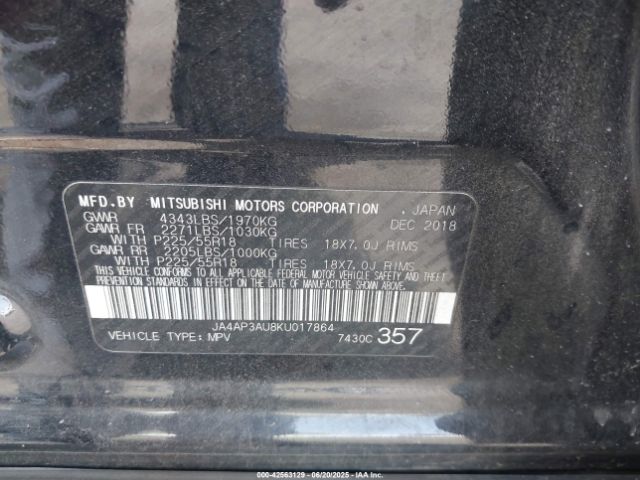 MFD.BY MITSUBISHI MOTORS CORPORATION . JAPAN
GVWR 4343LBS/1970KG DEC 2018
GAWR FR 2271LBS/1030KG
WITH P225/55R18 TIRES 18X7.0J RIMS
GAWR RR 2205LBS/1000KG
WITH P225/55R18 TIRES 18X7.0J RIMS
THIS VEHICLE CONFORMS TO ALL APPLICABLE FEDERAL MOTOR VEHICLE SAFETY AND
THEFT PREVENTION STANDARDS IN EFFECT ON THE DATE OF MANUFACTURE SHOWN ABOVE.
JA4AP3AU8KU017864
VEHICLE TYPE: MPV 7430C 357
000-42563129 - 06/20/2025 - IAAI.COM